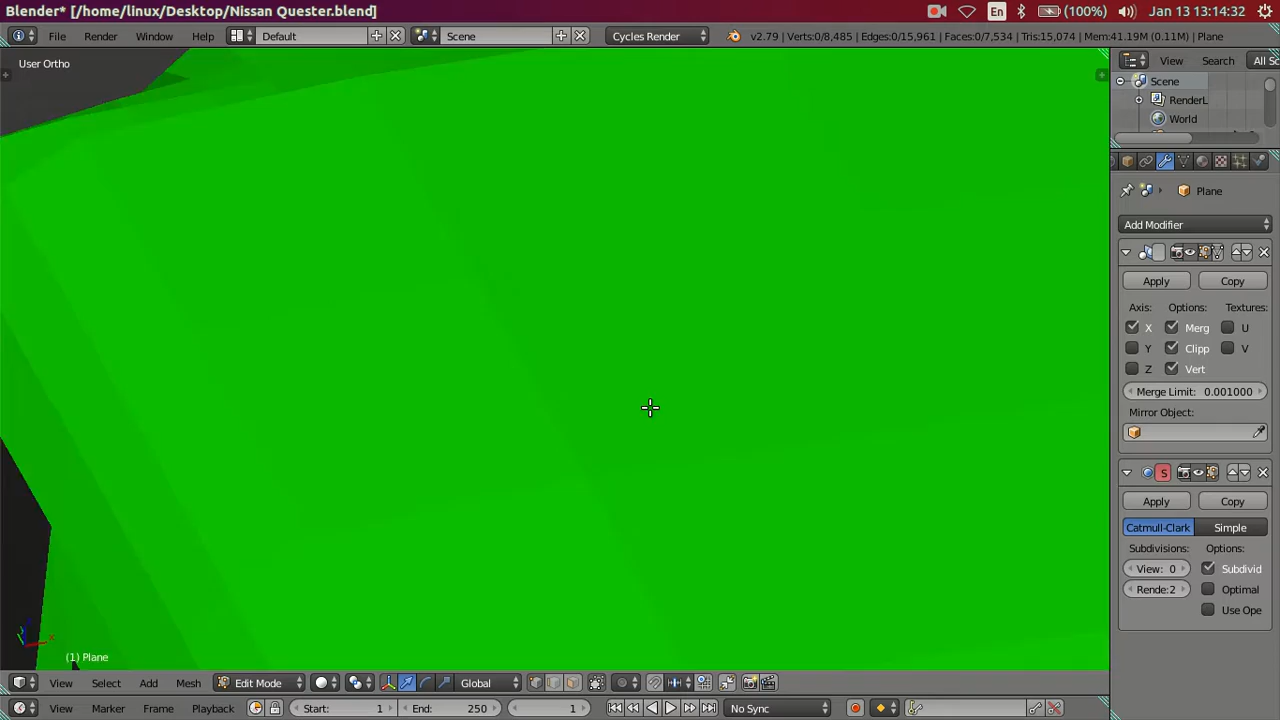 Blender* [/home/linux/Desktop/Nissan Quester.blend]
En
(100%)
Jan 13 13:14:32
File
Render
Window
Help
Default
Scene
Cycles Render
v2.79 | Verts:0/8,485 | Edges:0/15,961 | Faces:0/7,534 | Tris:15,074 | Mem:41.19M (0.11M) | Plane
User Ortho
View
Search
All Sc
Scene
RenderL
World
Plane
Add Modifier
Apply
Copy
Axis:
Options:
Textures:
X
Merg
U
Y
Clipp
V
Z
Vert
Merge Limit: 0.001000
Mirror Object:
S
Apply
Copy
Catmull-Clark
Simple
Subdivisions:
Options:
View: 0
Subdivid
Rende:2
Optimal
Use Ope
(1) Plane
View
Select
Add
Mesh
Edit Mode
Global
View
Marker
Frame
Playback
Start: 1
End: 250
1
No Sync